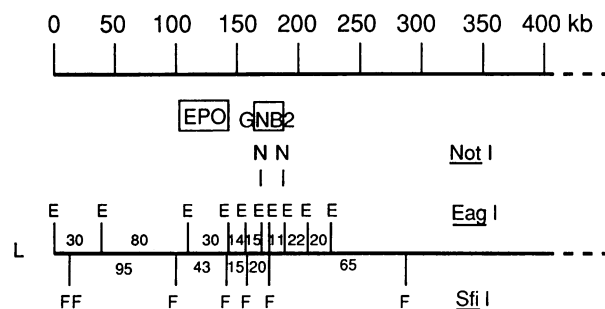 0 50 100 150 200 250 300 350 400 kb
EPO GNB2
N N Not I
E E E E E E E E E E Eag I
30 80 30 14 15 11 22 20
L
95 43 15 20 65
FF F F F F F Sfi I